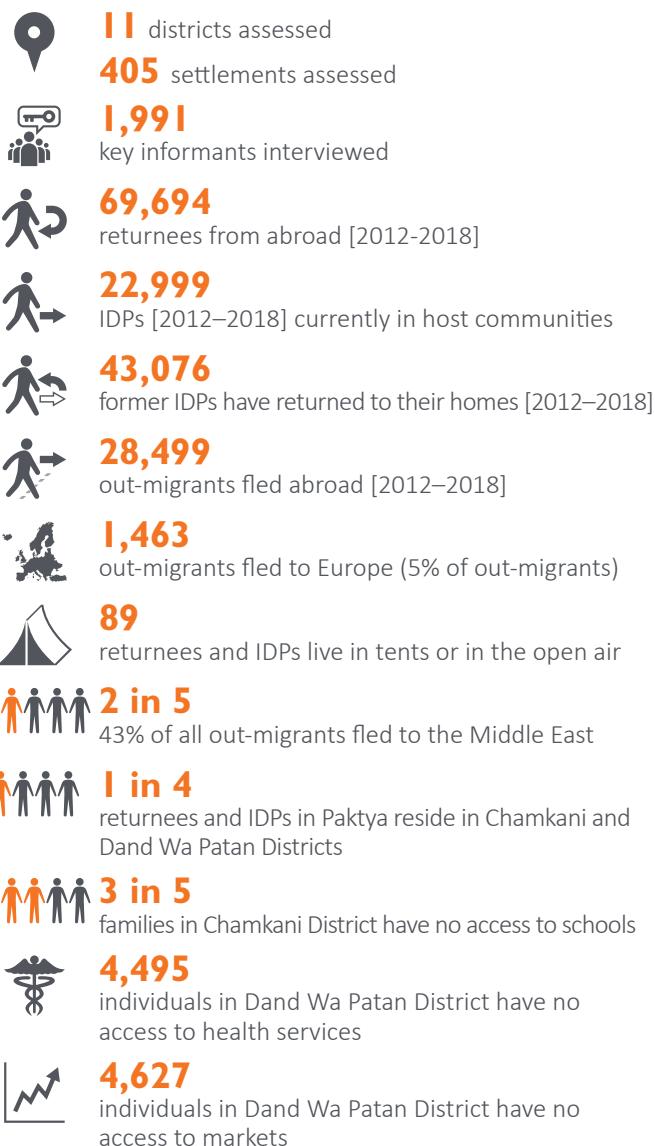 11 districts assessed
405 settlements assessed
1,991
key informants interviewed
69,694
returnees from abroad [2012-2018]
22,999
IDPs [2012–2018] currently in host communities
43,076
former IDPs have returned to their homes [2012–2018]
28,499
out-migrants fled abroad [2012–2018]
1,463
out-migrants fled to Europe (5% of out-migrants)
89
returnees and IDPs live in tents or in the open air
2 in 5
43% of all out-migrants fled to the Middle East
1 in 4
returnees and IDPs in Paktya reside in Chamkani and
Dand Wa Patan Districts
3 in 5
families in Chamkani District have no access to schools
4,495
individuals in Dand Wa Patan District have no
access to health services
4,627
individuals in Dand Wa Patan District have no
access to markets